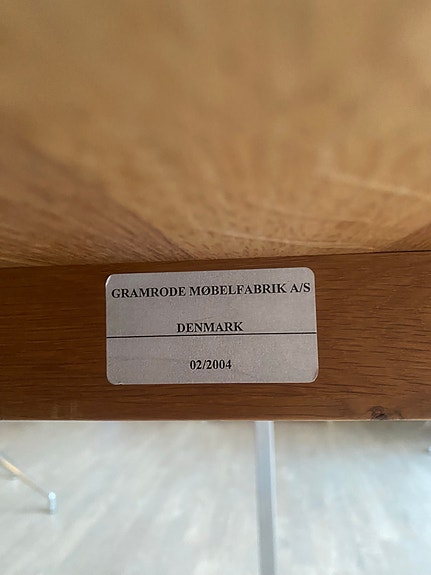 GRAMRODE MØBELFABRIK A/S
DENMARK
02/2004